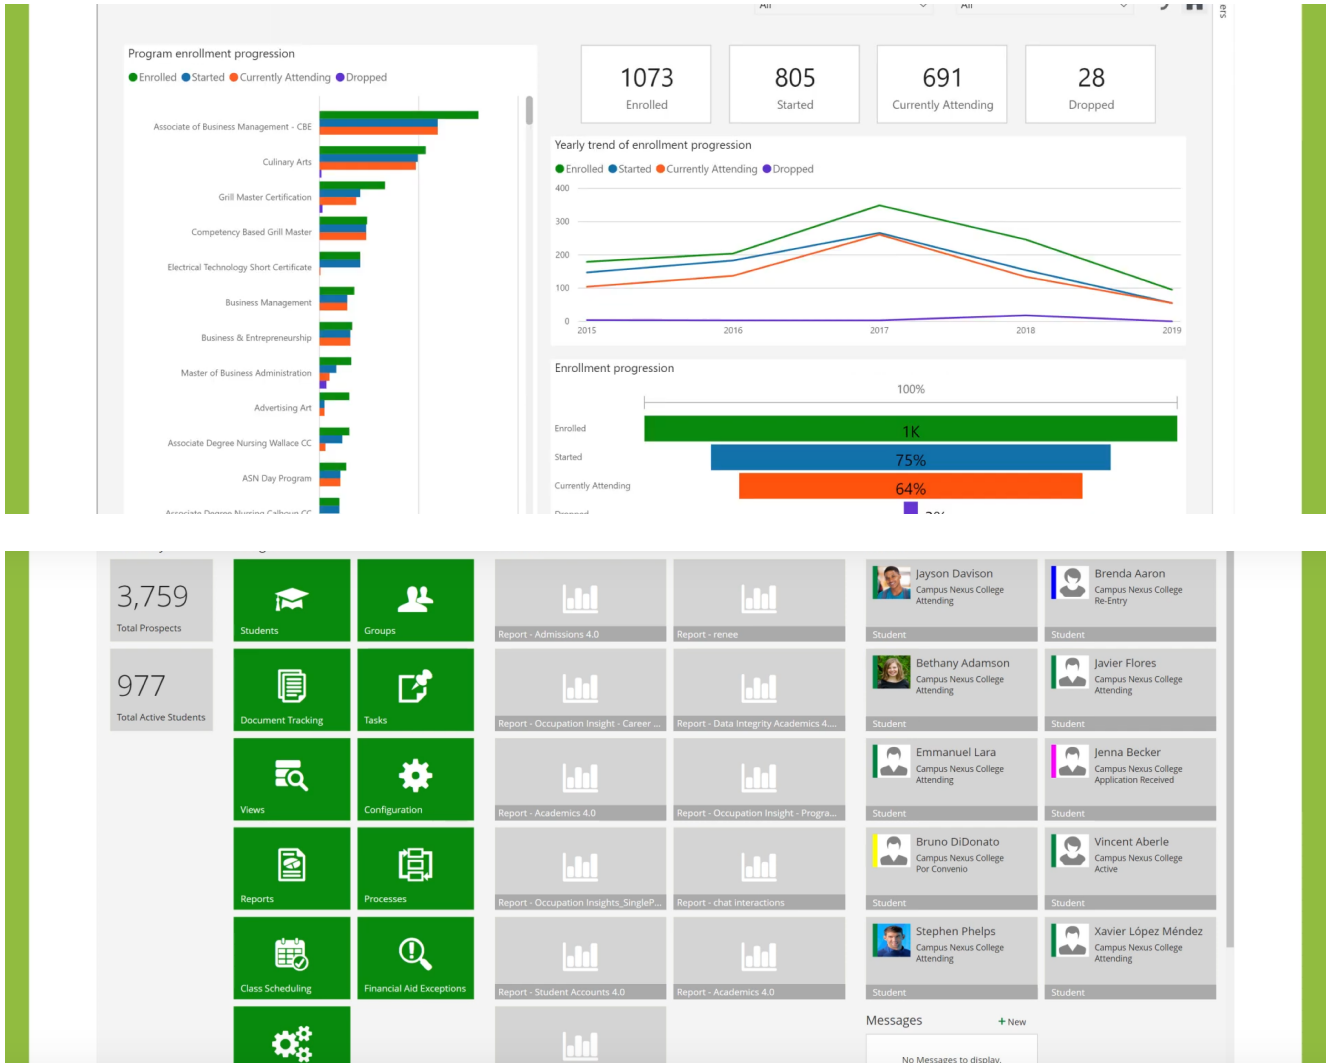 All
All
ers
Program enrollment progression
Enrolled Started Currently Attending Dropped
Associate of Business Management - CBE
Culinary Arts
Grill Master Certification
Competency Based Grill Master
Electrical Technology Short Certificate
Business Management
Business & Entrepreneurship
Master of Business Administration
Advertising Art
Associate Degree Nursing Wallace CC
ASN Day Program
Associate Degree Nursing Calhoun CC
1073
Enrolled
805
Started
691
Currently Attending
28
Dropped
Yearly trend of enrollment progression
Enrolled Started Currently Attending Dropped
400
300
200
100
0
2015 2016 2017 2018 2019
Enrollment progression
100%
Enrolled
1K
Started
75%
Currently Attending
64%
Dropped
3,759
Total Prospects
977
Total Active Students
Students
Groups
Document Tracking
Tasks
Views
Configuration
Reports
Processes
Class Scheduling
Financial Aid Exceptions
Report - Admissions 4.0
Report - renee
Report - Occupation Insight - Career ...
Report - Data Integrity Academics 4....
Report - Academics 4.0
Report - Occupation Insight - Progra...
Report - Occupation Insights_SingleP...
Report - chat interactions
Report - Student Accounts 4.0
Report - Academics 4.0
Jayson Davison
Campus Nexus College
Attending
Student
Brenda Aaron
Campus Nexus College
Re-Entry
Student
Bethany Adamson
Campus Nexus College
Attending
Student
Javier Flores
Campus Nexus College
Attending
Student
Emmanuel Lara
Campus Nexus College
Attending
Student
Jenna Becker
Campus Nexus College
Application Received
Student
Bruno DiDonato
Campus Nexus College
Por Convenio
Student
Vincent Aberle
Campus Nexus College
Active
Student
Stephen Phelps
Campus Nexus College
Attending
Student
Xavier López Méndez
Campus Nexus College
Attending
Student
Messages
+ New
No Messages to display.